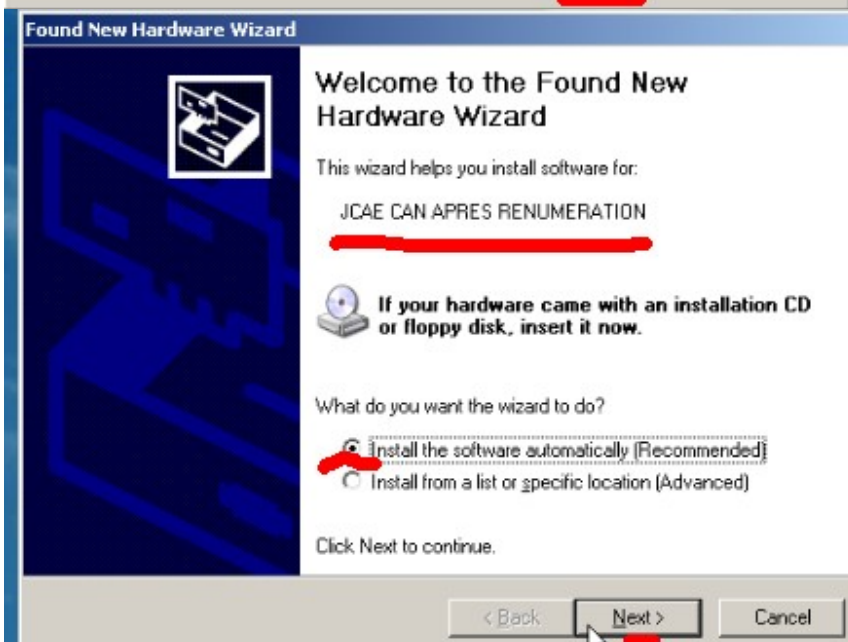 Found New Hardware Wizard
Welcome to the Found New
Hardware Wizard
This wizard helps you install software for:
JCAE CAN APRES RENUMERATION
If your hardware came with an installation CD
or floppy disk, insert it now.
What do you want the wizard to do?
Install the software automatically (Recommended)
Install from a list or specific location (Advanced)
Click Next to continue.
< Back
Next >
Cancel